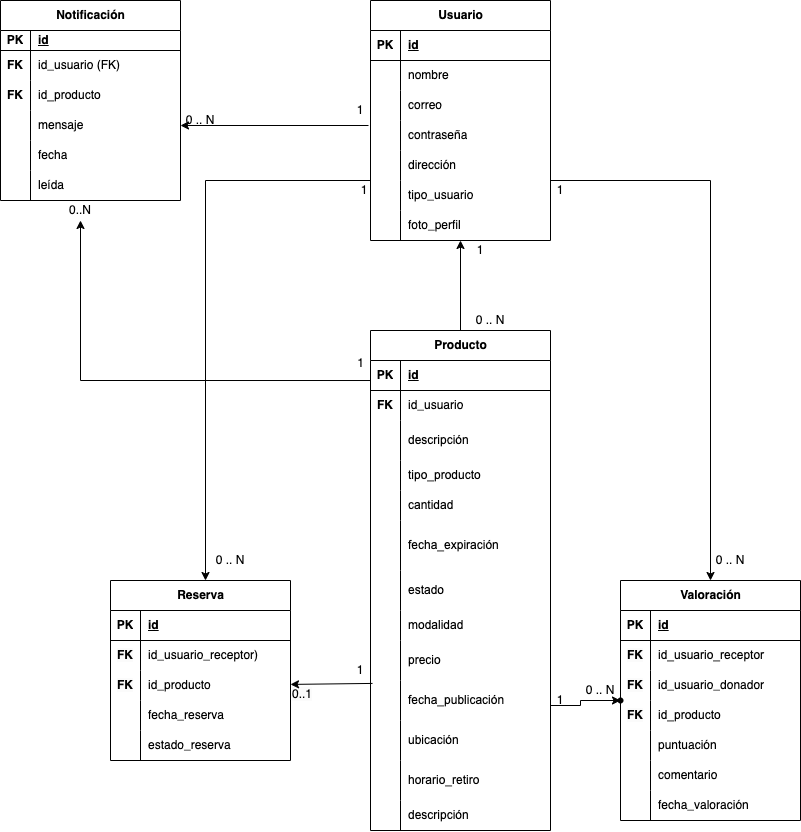 Notificación
PK id
FK id_usuario (FK)
FK id_producto
mensaje
fecha
leída
Usuario
PK id
nombre
correo
contraseña
dirección
tipo_usuario
foto_perfil
0 .. N
1
1
1
0..N
1
0 .. N
1
Producto
PK id
FK id_usuario
descripción
tipo_producto
cantidad
fecha_expiración
estado
modalidad
precio
fecha_publicación
ubicación
horario_retiro
descripción
0 .. N
0 .. N
Reserva
PK id
FK id_usuario_receptor)
FK id_producto
fecha_reserva
estado_reserva
1
0..1
1
0 .. N
Valoración
PK id
FK id_usuario_receptor
FK id_usuario_donador
FK id_producto
puntuación
comentario
fecha_valoración